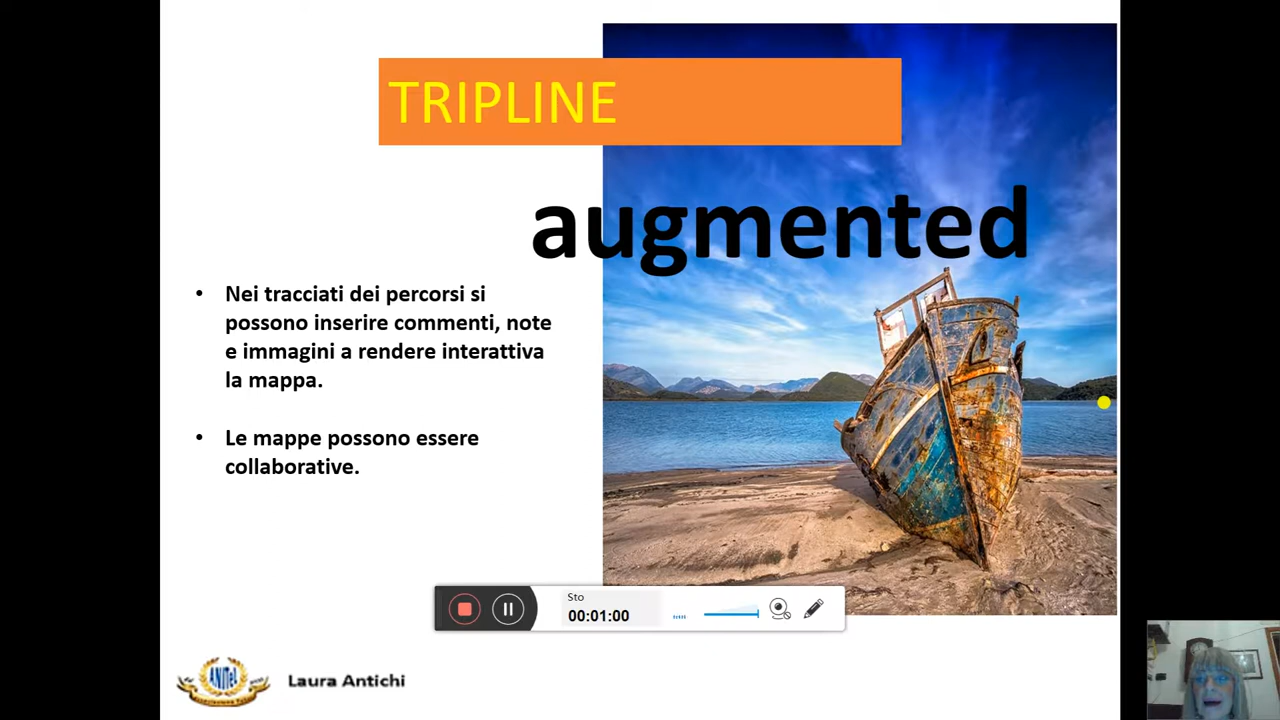 TRIPLINE
augmented
• Nei tracciati dei percorsi si
possono inserire commenti, note
e immagini a rendere interattiva
la mappa.
• Le mappe possono essere
collaborative.
Sto
00:01:00
ANITeL
Laura Antichi